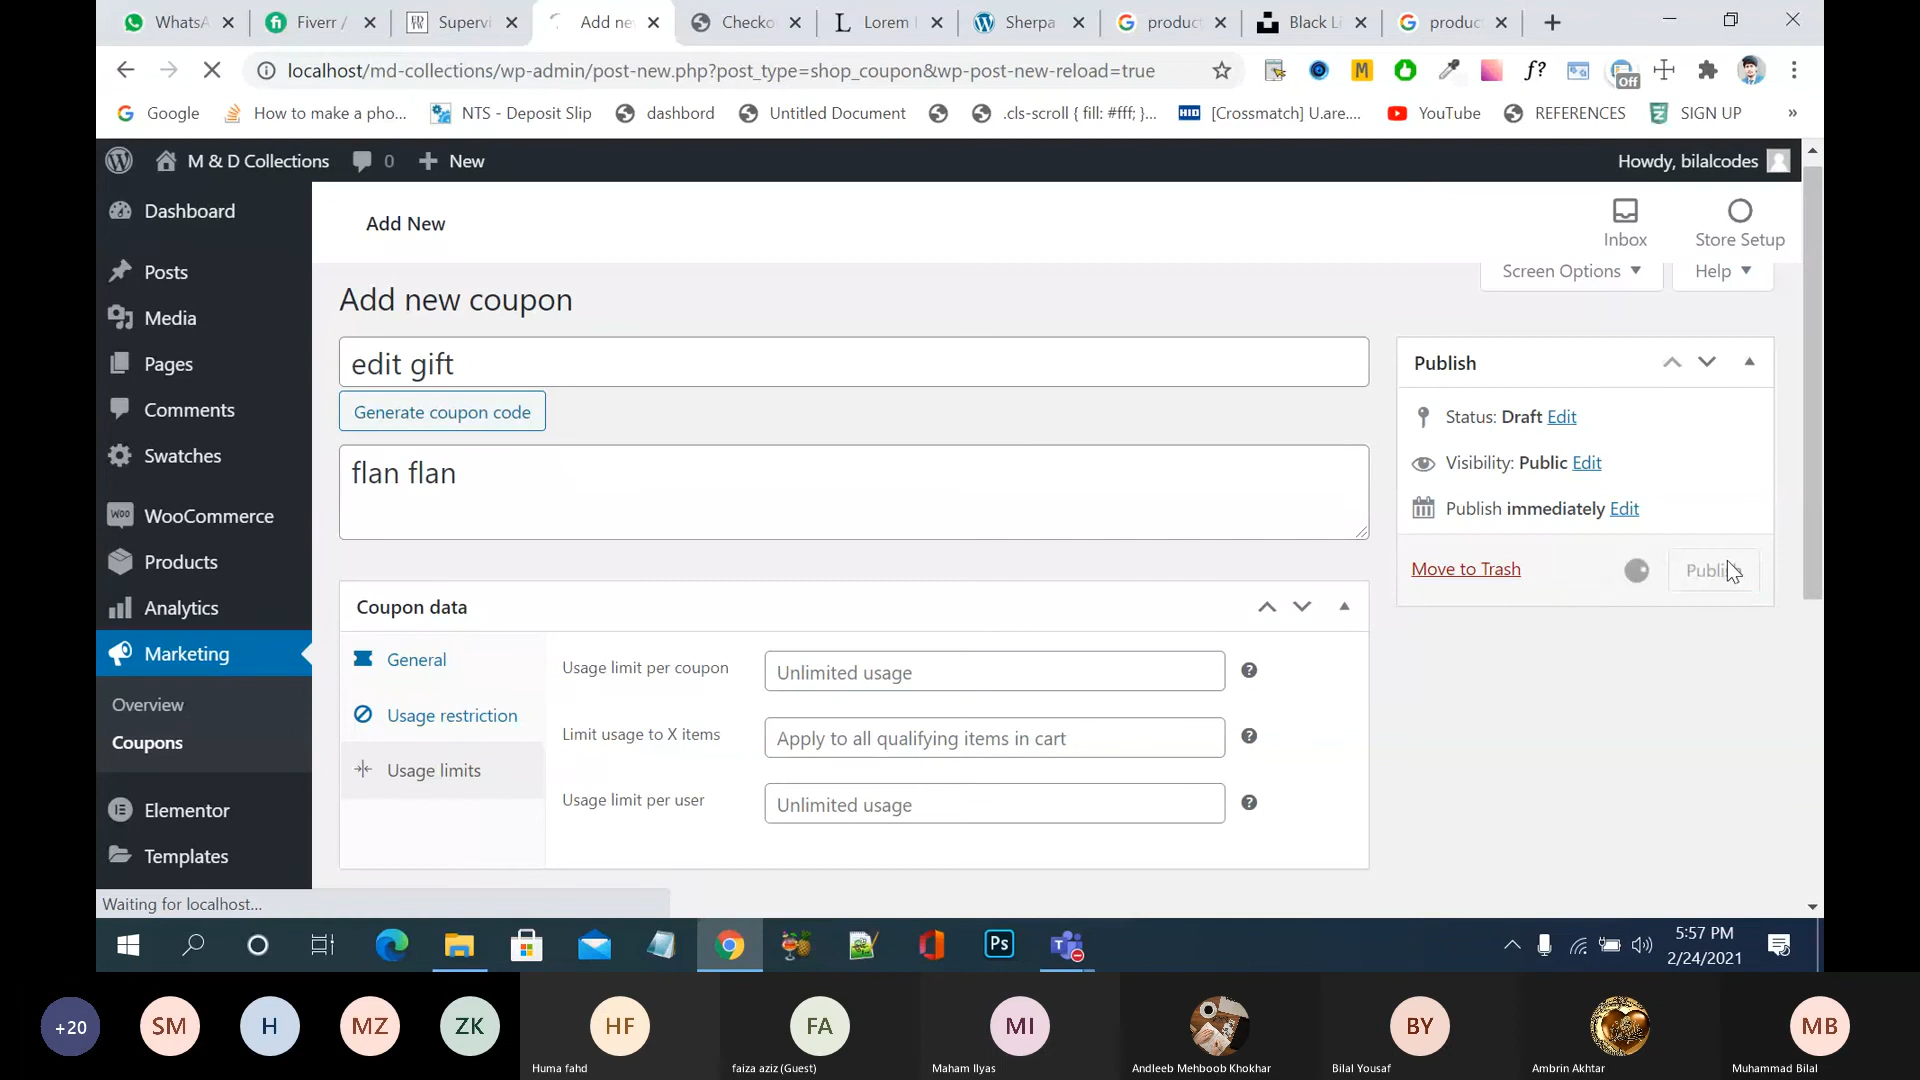 WhatsA
Fiverr /
Supervi
Add ne
Checko
Lorem
Sherpa
produc
Black Li
produc
localhost/md-collections/wp-admin/post-new.php?post_type=shop_coupon&wp-post-new-reload=true
Off
Google
How to make a pho...
NTS - Deposit Slip
dashbord
Untitled Document
.cls-scroll { fill: #fff; }...
[Crossmatch] U.are....
YouTube
REFERENCES
SIGN UP
M & D Collections
0
New
Howdy, bilalcodes
Dashboard
Posts
Media
Pages
Comments
Swatches
WooCommerce
Products
Analytics
Marketing
Overview
Coupons
Elementor
Templates
Add New
Inbox
Store Setup
Screen Options
Help
Add new coupon
edit gift
Generate coupon code
flan flan
Publish
Status: Draft Edit
Visibility: Public Edit
Publish immediately Edit
Move to Trash
Publish
Coupon data
General
Usage restriction
Usage limits
Usage limit per coupon
Unlimited usage
Limit usage to X items
Apply to all qualifying items in cart
Usage limit per user
Unlimited usage
Waiting for localhost...
Ps
5:57 PM
2/24/2021
+20
SM
H
MZ
ZK
HF
FA
MI
BY
MB
Huma fahd
faiza aziz (Guest)
Maham Ilyas
Andleeb Mehboob Khokhar
Bilal Yousaf
Ambrin Akhtar
Muhammad Bilal